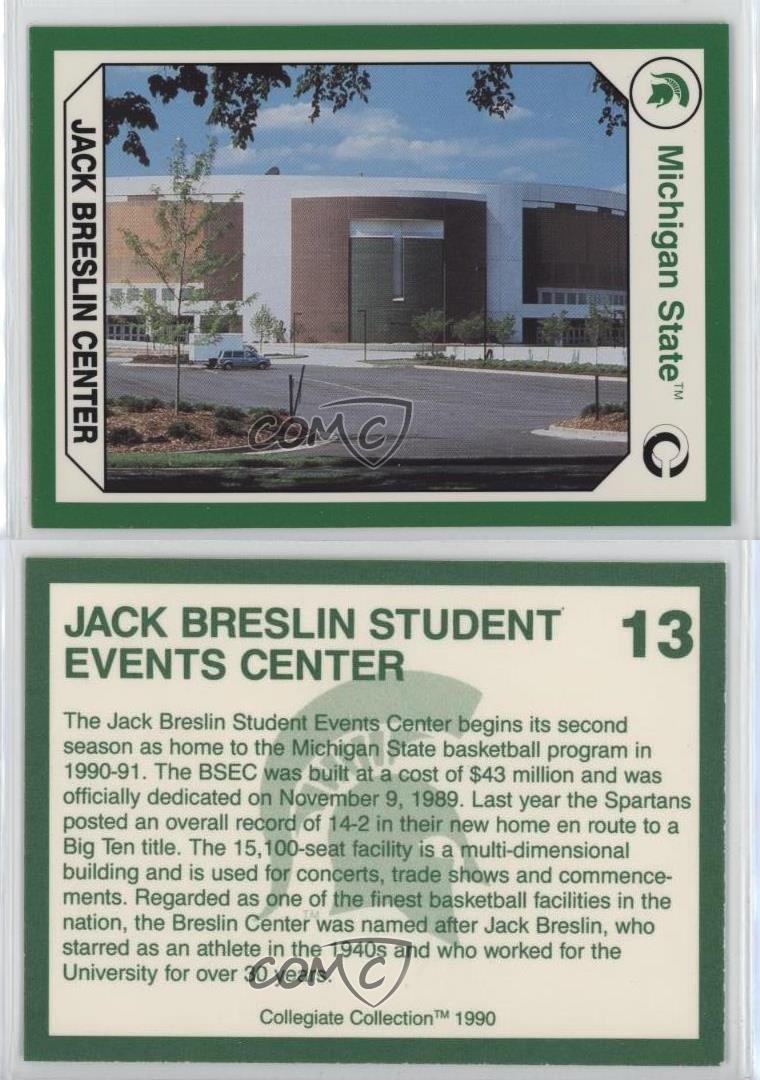 JACK BRESLIN CENTER
Michigan State™
COMC
JACK BRESLIN STUDENT
EVENTS CENTER
13
The Jack Breslin Student Events Center begins its second
season as home to the Michigan State basketball program in
1990-91. The BSEC was built at a cost of $43 million and was
officially dedicated on November 9, 1989. Last year the Spartans
posted an overall record of 14-2 in their new home en route to a
Big Ten title. The 15,100-seat facility is a multi-dimensional
building and is used for concerts, trade shows and commence-
ments. Regarded as one of the finest basketball facilities in the
nation, the Breslin Center was named after Jack Breslin, who
starred as an athlete in the 1940s and who worked for the
University for over 30 years.
TM
COMC
Collegiate Collection™ 1990